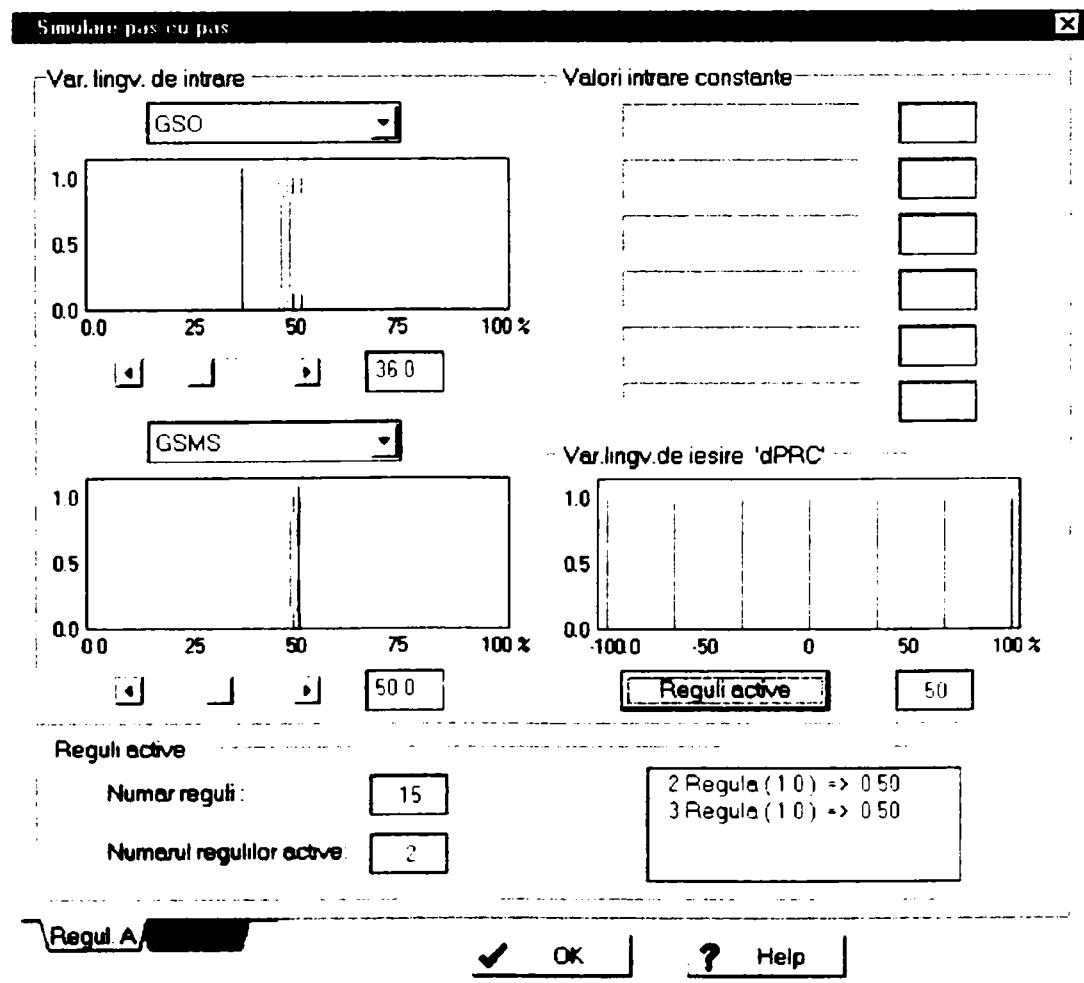 Simulare pas cu pas
Var. lingv. de intrare
GSO
1.0
0.5
0.0
0.0 25 50 75 100 %
36.0
GSMS
1.0
0.5
0.0
0.0 25 50 75 100 %
50.0
Valori intrare constante
Var.lingv.de iesire 'dPRC'
1.0
0.5
0.0
-100.0 -50 0 50 100 %
Reguli active 50
Reguli active
Numar reguli : 15
Numarul regulilor active: 2
2 Regula ( 1 0 ) => 0 50
3 Regula ( 1 0 ) => 0 50
Regul. A
OK
? Help